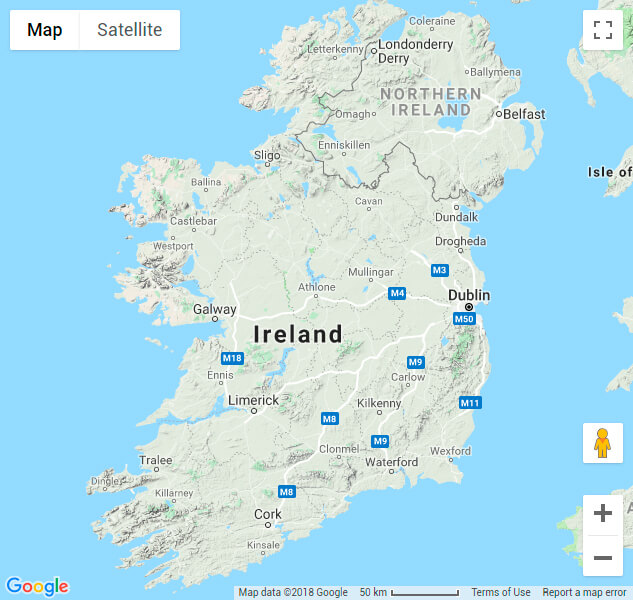 Map
Satellite
Coleraine
Letterkenny
Londonderry
Derry
Ballymena
NORTHERN
IRELAND
Omagh
Belfast
Enniskillen
Sligo
Isle of
Ballina
Cavan
Castlebar
Dundalk
Westport
Drogheda
M3
Mullingar
Athlone
M4
Dublin
Galway
M50
Ireland
M18
M9
Ennis
Carlow
Limerick
Kilkenny
M11
M8
M9
Clonmel
Wexford
Tralee
Waterford
Dingle
Killarney
M8
Cork
Kinsale
Google
Map data ©2018 Google
50 km
Terms of Use
Report a map error